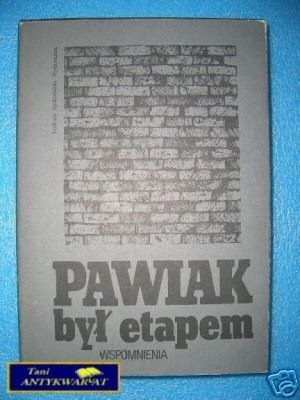 PAWIAK
był etapem
WSPOMNIENIA
Tani
ANTYKWARIAT